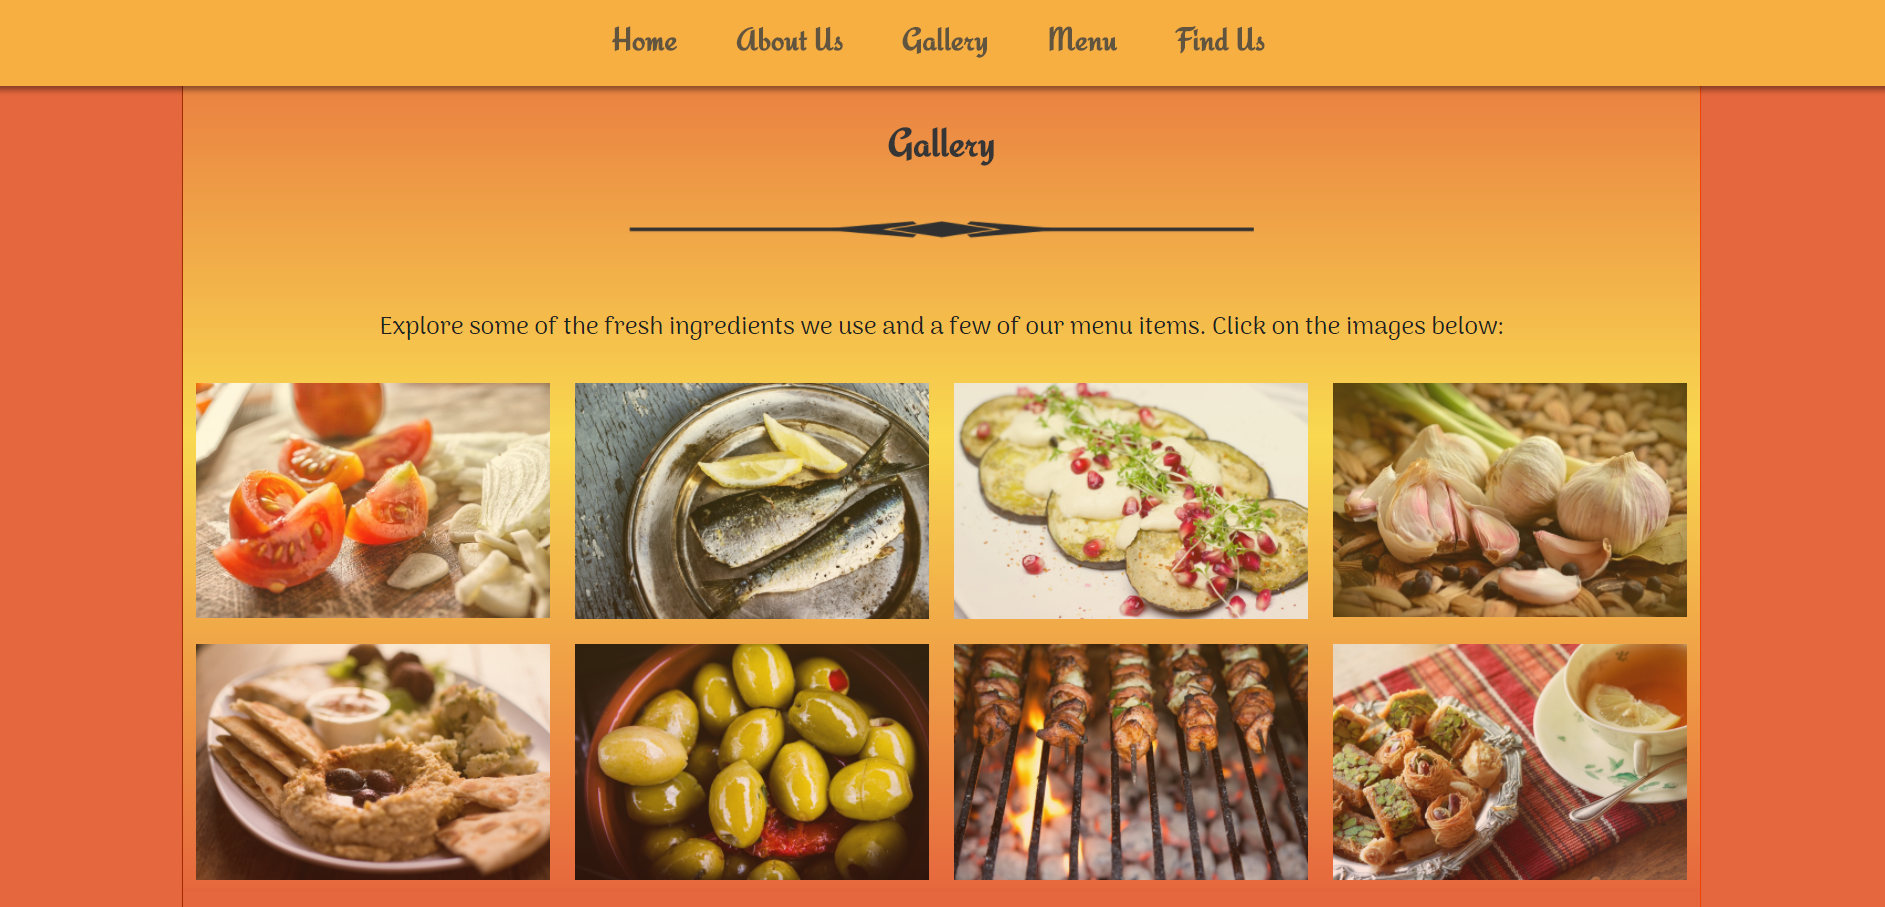 Home About Us Gallery Menu Find Us
Gallery
Explore some of the fresh ingredients we use and a few of our menu items. Click on the images below: